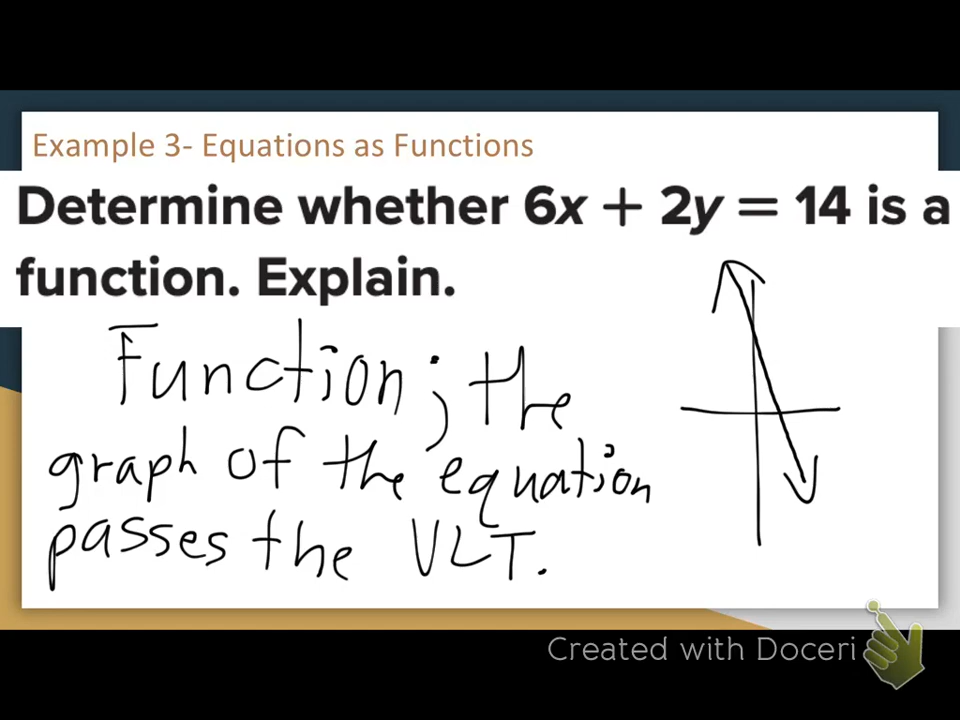 Example 3- Equations as Functions
Determine whether 6x + 2y = 14 is a
function. Explain.
Function; the
graph of the equation
passes the VLT.
Created with Doceri